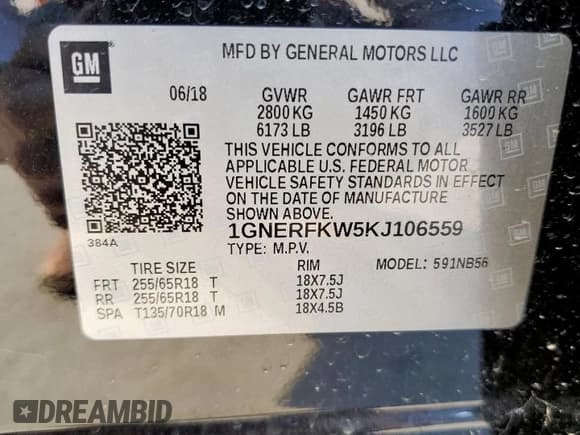 GM
MFD BY GENERAL MOTORS LLC
06/18 GVWR GAWR FRT GAWR RR
2800 KG 1450 KG 1600 KG
6173 LB 3196 LB 3527 LB
THIS VEHICLE CONFORMS TO ALL
APPLICABLE U.S. FEDERAL MOTOR
VEHICLE SAFETY STANDARDS IN EFFECT
ON THE DATE OF MANUFACTURE
SHOWN ABOVE.
384A
1GNERFKW5KJ106559
TYPE: M.P.V. MODEL: 591NB56
TIRE SIZE RIM
FRT 255/65R18 T 18X7.5J
RR 255/65R18 T 18X7.5J
SPA T135/70R18 M 18X4.5B
DREAMBID